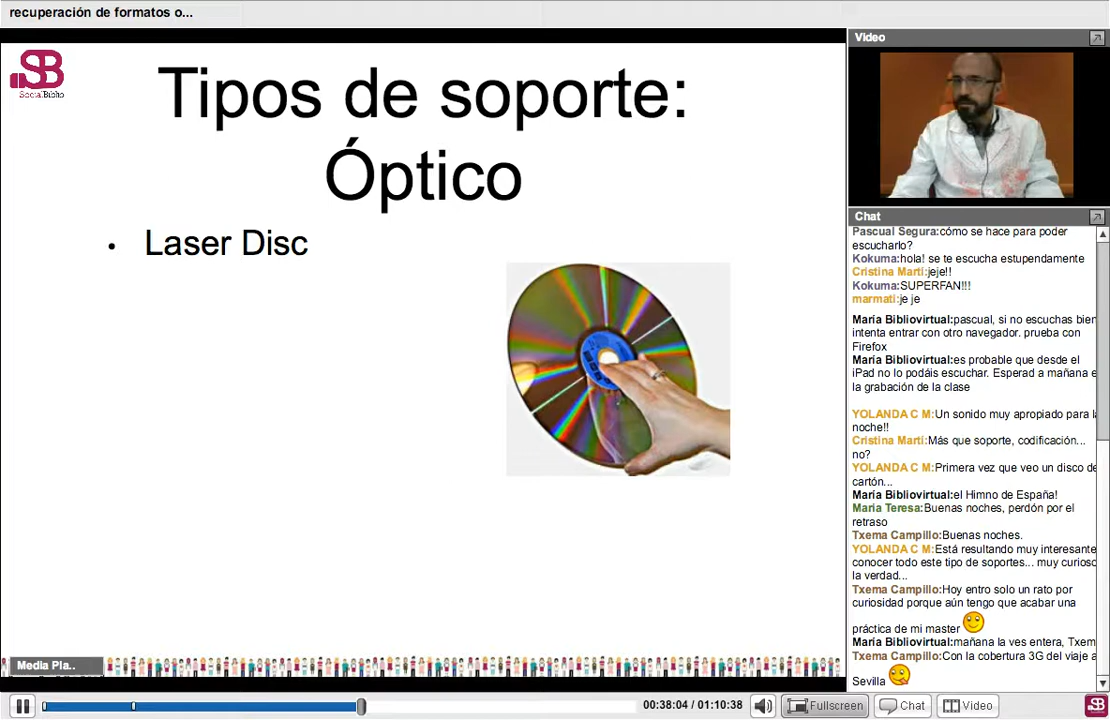 recuperación de formatos o...
SB
SocialBiblio
Tipos de soporte:
Óptico
• Laser Disc
Media Pla..
00:38:04 / 01:10:38
Fullscreen
Chat
Video
SB
Video
Chat
Pascual Segura:cómo se hace para poder
escucharlo?
Kokuma:hola! se te escucha estupendamente
Cristina Martí:jeje!!
Kokuma:SUPERFAN!!!
marmati:je je
María Bibliovirtual:pascual, si no escuchas bien
intenta entrar con otro navegador. prueba con
Firefox
María Bibliovirtual:es probable que desde el
iPad no lo podáis escuchar. Esperad a mañana e
la grabación de la clase
YOLANDA C M:Un sonido muy apropiado para l
noche!!
Cristina Martí:Más que soporte, codificación...
no?
YOLANDA C M:Primera vez que veo un disco de
cartón...
María Bibliovirtual:el Himno de España!
Maria Teresa:Buenas noches, perdón por el
retraso
Txema Campillo:Buenas noches.
YOLANDA C M:Está resultando muy interesante
conocer todo este tipo de soportes... muy curioso
la verdad...
Txema Campillo:Hoy entro solo un rato por
curiosidad porque aún tengo que acabar una
práctica de mi master
María Bibliovirtual:mañana la ves entera, Txem
Txema Campillo:Con la cobertura 3G del viaje a
Sevilla